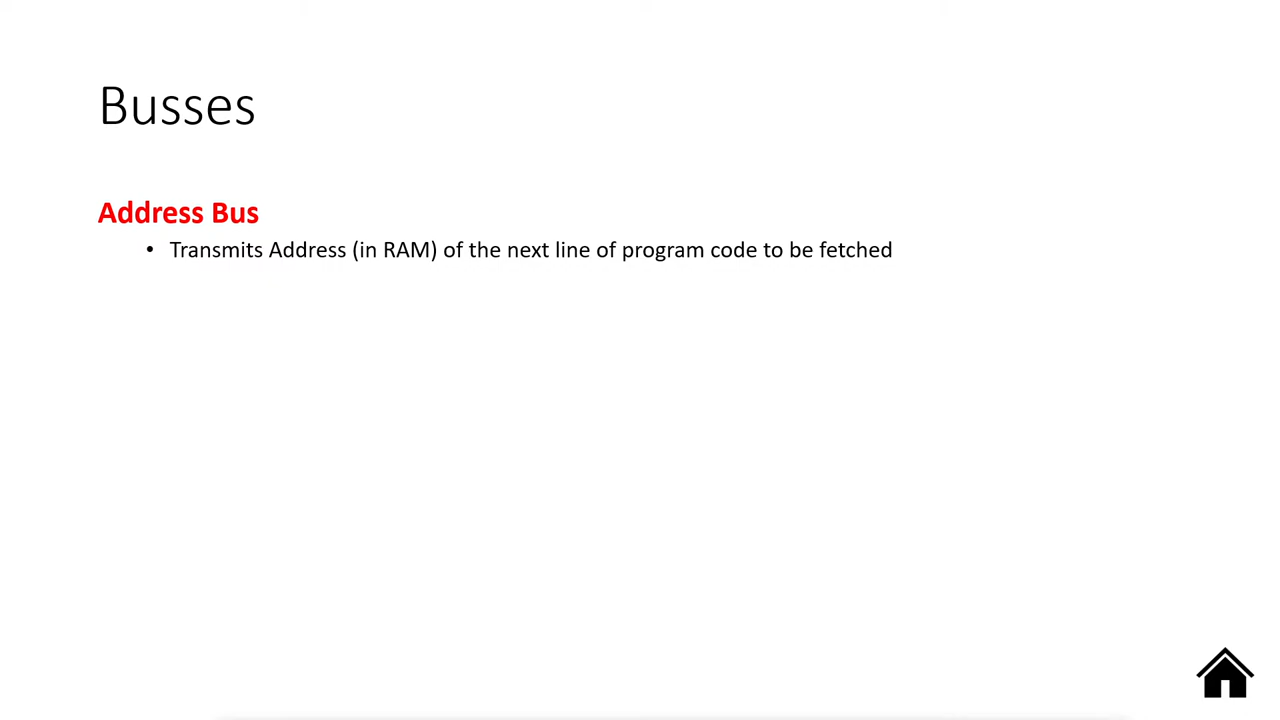 Busses
Address Bus
• Transmits Address (in RAM) of the next line of program code to be fetched